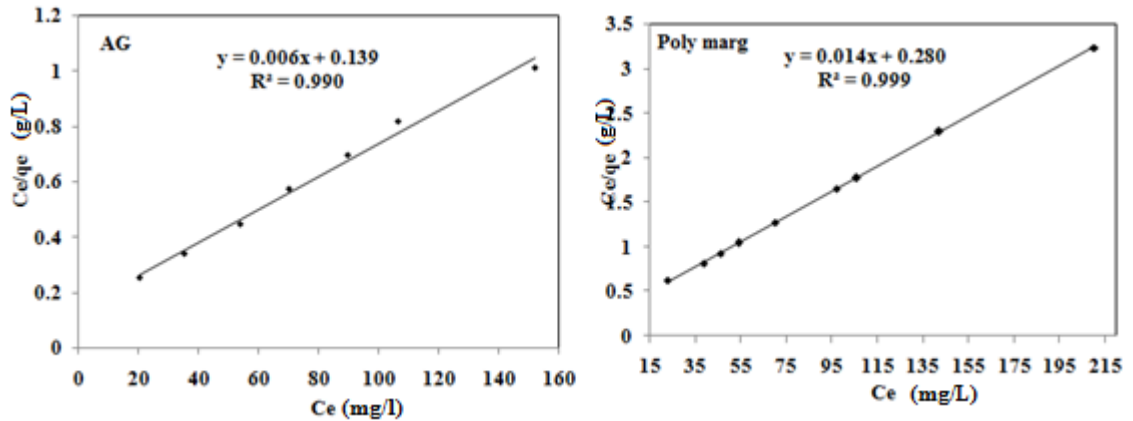 AG
y = 0.006x + 0.139
R² = 0.990
Ce/qe (g/L)
1.2
1
0.8
0.6
0.4
0.2
0
0 20 40 60 80 100 120 140 160
Ce (mg/l)
Poly marg
y = 0.014x + 0.280
R² = 0.999
Ce/qe (g/L)
3.5
3
2.5
2
1.5
1
0.5
0
15 35 55 75 95 115 135 155 175 195 215
Ce (mg/L)